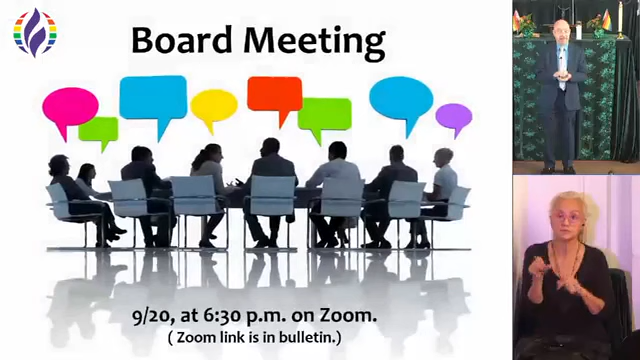 Board Meeting
9/20, at 6:30 p.m. on Zoom.
( Zoom link is in bulletin.)